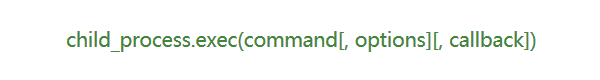 child_process.exec(command[, options][, callback])